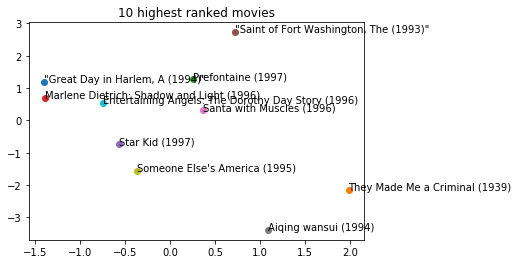 10 highest ranked movies
3
"Saint of Fort Washington, The (1993)"
2
"Great Day in Harlem, A (1994)"
Prefontaine (1997)
1
Marlene Dietrich: Shadow and Light (1996)
Entertaining Angels: The Dorothy Day Story (1996)
Santa with Muscles (1996)
0
Star Kid (1997)
−1
Someone Else's America (1995)
−2
They Made Me a Criminal (1939)
−3
Aiqing wansui (1994)
−1.5 −1.0 −0.5 0.0 0.5 1.0 1.5 2.0